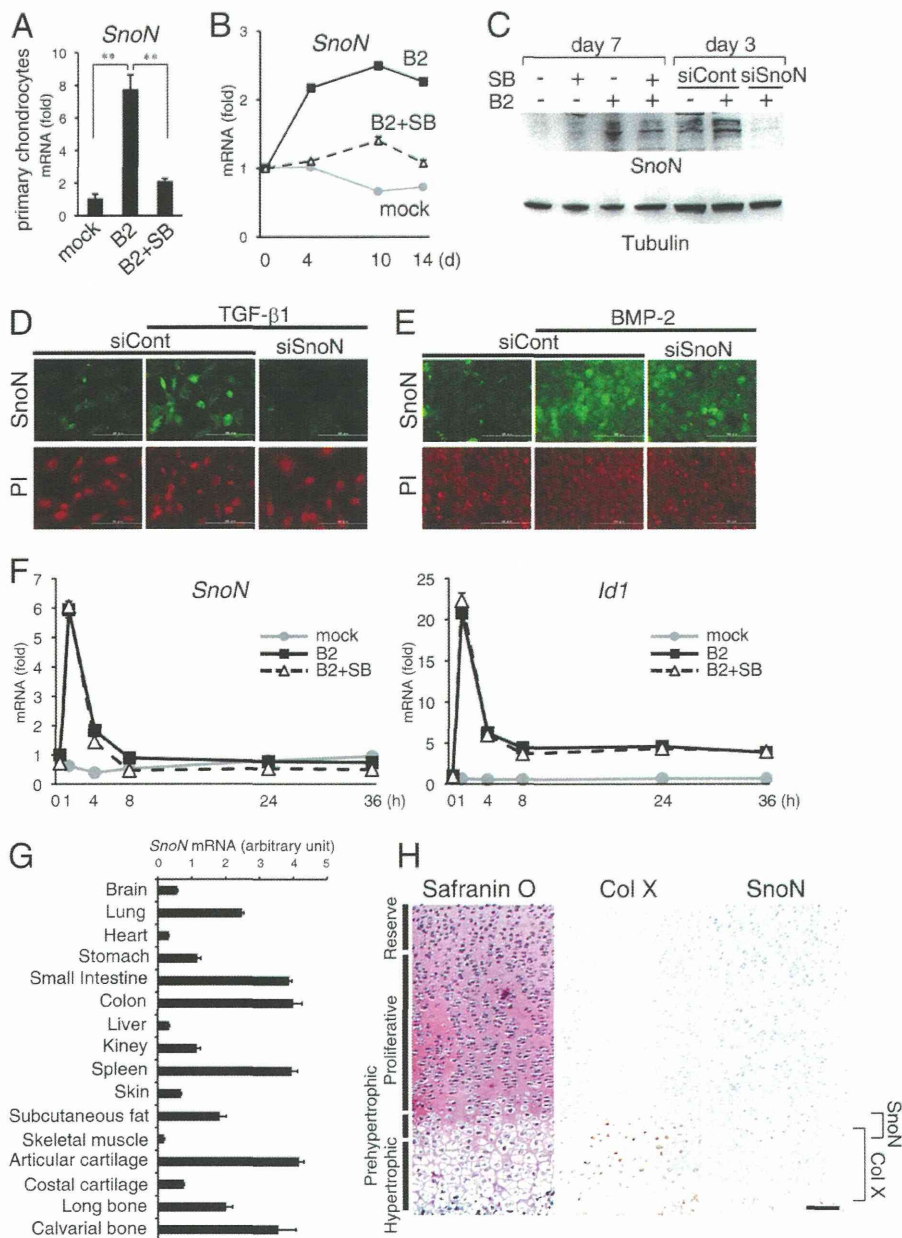 A
SnoN
primary chondrocytes
mRNA (fold)
10
8
6
4
2
0
** **
mock
B2
B2+SB
B
SnoN
mRNA (fold)
3
2
1
0
B2
B2+SB
mock
0 4 10 14 (d)
C
day 7 day 3
siCont siSnoN
SB - + - +
B2 - - + + - + +
SnoN
Tubulin
D
TGF-β1
siCont siSnoN
SnoN
PI
E
BMP-2
siCont siSnoN
SnoN
PI
F
SnoN
mRNA (fold)
7
6
5
4
3
2
1
0
mock
B2
B2+SB
0 1 4 8 24 36 (h)
Id1
mRNA (fold)
25
20
15
10
5
0
mock
B2
B2+SB
0 1 4 8 24 36 (h)
G
SnoN mRNA (arbitrary unit)
0 1 2 3 4 5
Brain
Lung
Heart
Stomach
Small Intestine
Colon
Liver
Kiney
Spleen
Skin
Subcutaneous fat
Skeletal muscle
Articular cartilage
Costal cartilage
Long bone
Calvarial bone
H
Safranin O Col X SnoN
Reserve
Proliferative
Prehypertrophic
Hypertrophic
SnoN
Col X